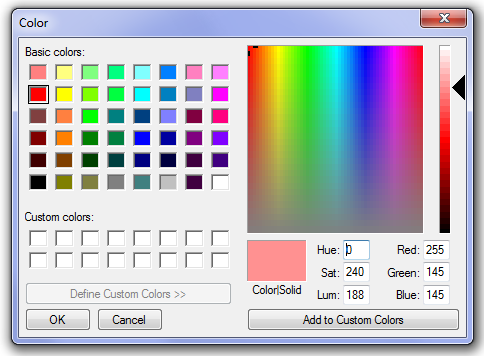 Color
Basic colors:
Custom colors:
Define Custom Colors >>
OK Cancel
Hue: 0 Red: 255
Sat: 240 Green: 145
Color|Solid Lum: 188 Blue: 145
Add to Custom Colors